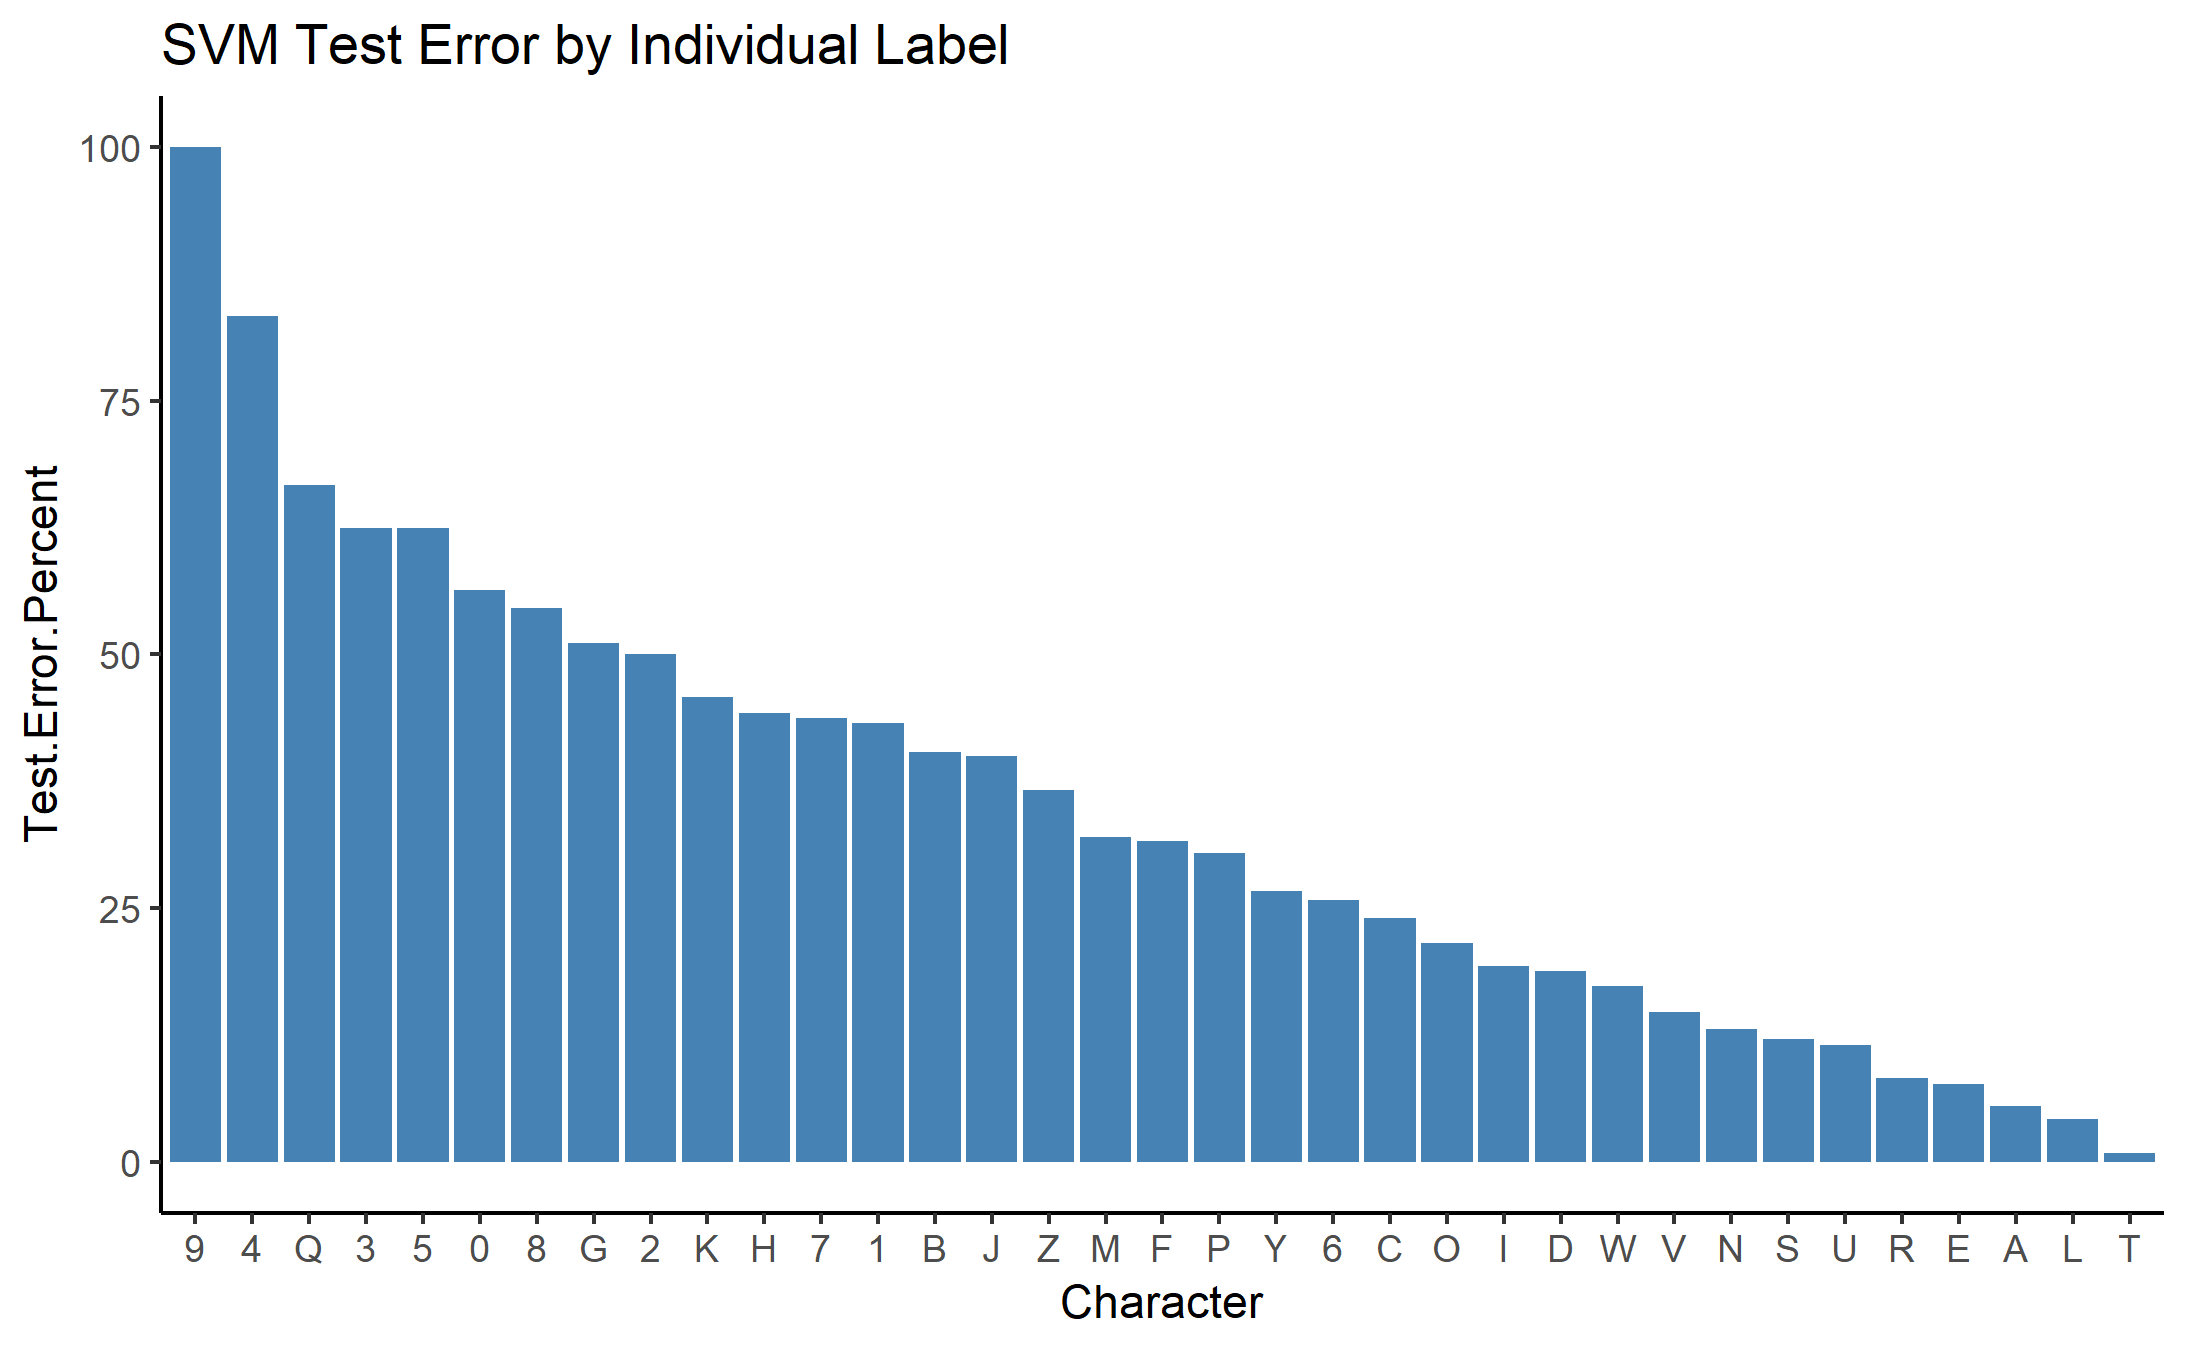 SVM Test Error by Individual Label
Test.Error.Percent
100
75
50
25
0
9 4 Q 3 5 0 8 G 2 K H 7 1 B J Z M F P Y 6 C O I D W V N S U R E A L T
Character